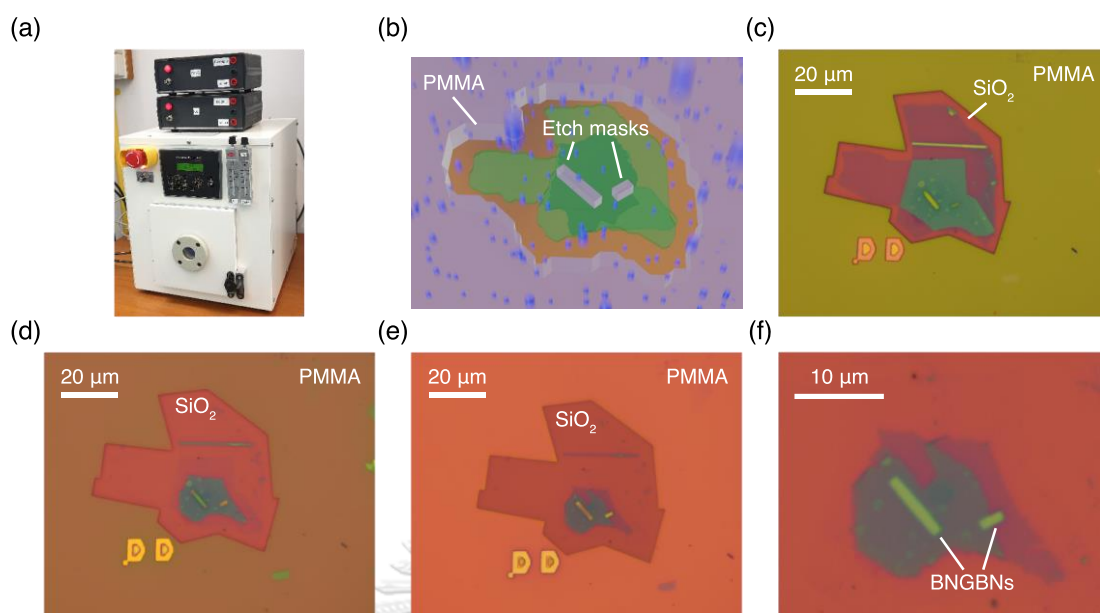 (a)
(b)
(c)
PMMA
Etch masks
20 μm
PMMA
SiO₂
(d)
(e)
(f)
20 μm
PMMA
SiO₂
20 μm
PMMA
SiO₂
10 μm
BNGBNs